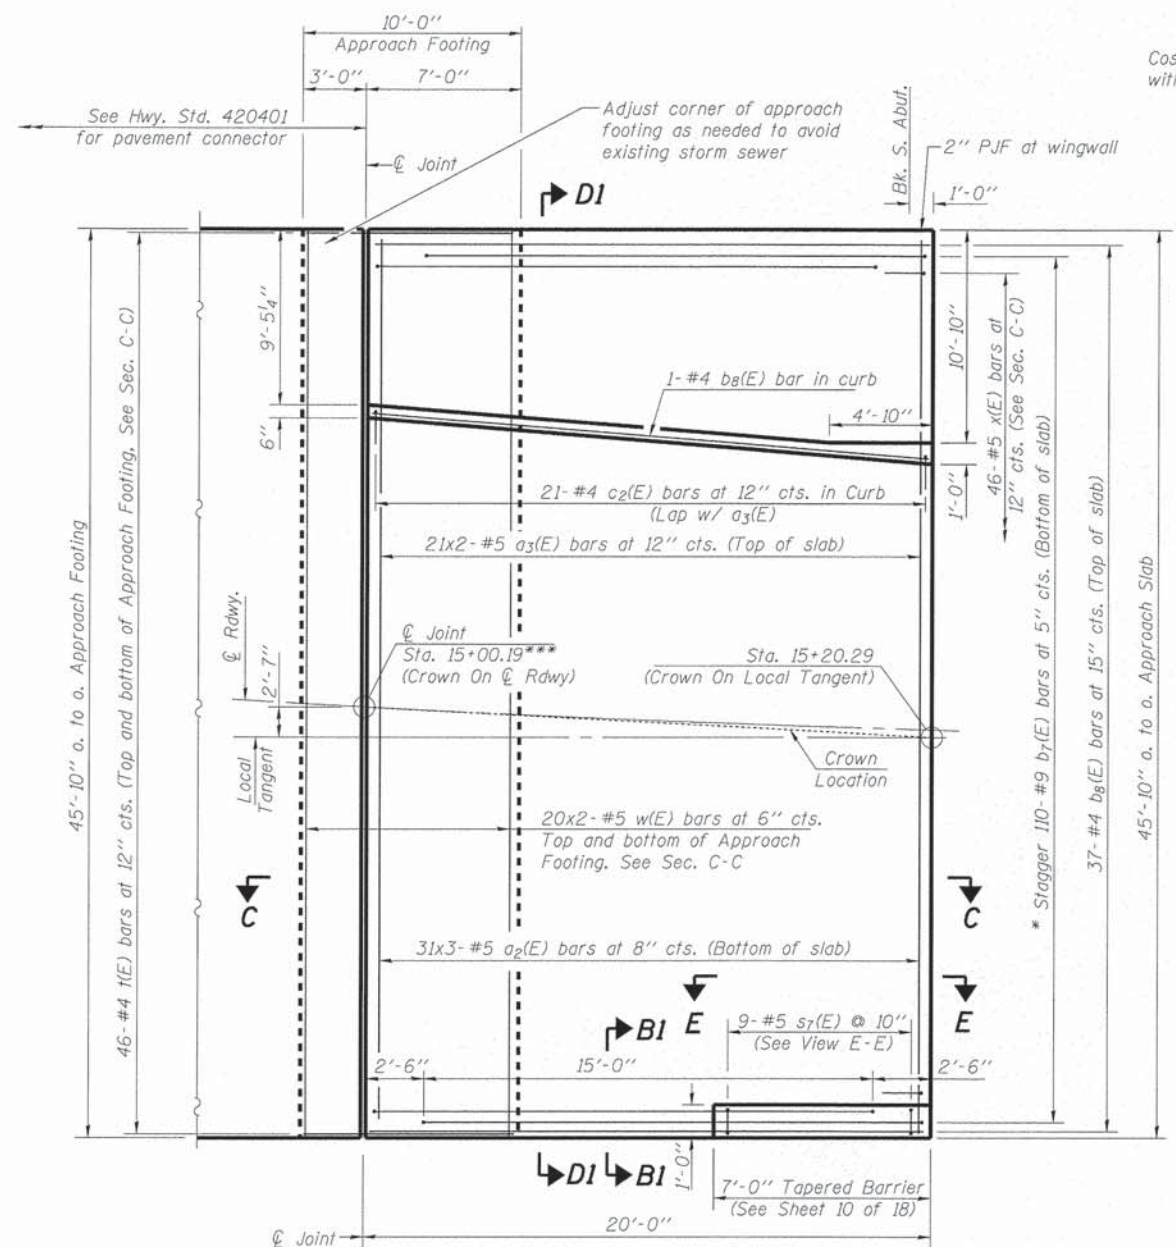 10'-0"
Approach Footing
3'-0"
7'-0"
Cos
with
See Hwy. Std. 420401
for pavement connector
℄ Joint
Adjust corner of approach
footing as needed to avoid
existing storm sewer
Bk. S. Abut.
2" PJF at wingwall
1'-0"
D1
45'-10" o. to o. Approach Footing
46-#4 t(E) bars at 12" cts. (Top and bottom of Approach Footing, See Sec. C-C)
9'-5¼"
6"
10'-10"
1'-0"
1-#4 b8(E) bar in curb
4'-10"
46-#5 x(E) bars at
12" cts. (See Sec. C-C)
* Stagger 110-#9 b7(E) bars at 5" cts. (Bottom of slab)
37-#4 b8(E) bars at 15" cts. (Top of slab)
45'-10" o. to o. Approach Slab
21-#4 c2(E) bars at 12" cts. in Curb
(Lap w/ a3(E)
21x2-#5 a3(E) bars at 12" cts. (Top of slab)
℄ Rdwy.
2'-7"
℄ Joint
Sta. 15+00.19***
(Crown On ℄ Rdwy)
Sta. 15+20.29
(Crown On Local Tangent)
Local
Tangent
Crown
Location
20x2-#5 w(E) bars at 6" cts.
Top and bottom of Approach
Footing. See Sec. C-C
C
C
31x3-#5 a2(E) bars at 8" cts. (Bottom of slab)
E
E
B1
9-#5 s7(E) @ 10"
(See View E-E)
2'-6"
15'-0"
2'-6"
D1
B1
1'-0"
7'-0" Tapered Barrier
(See Sheet 10 of 18)
20'-0"
℄ Joint